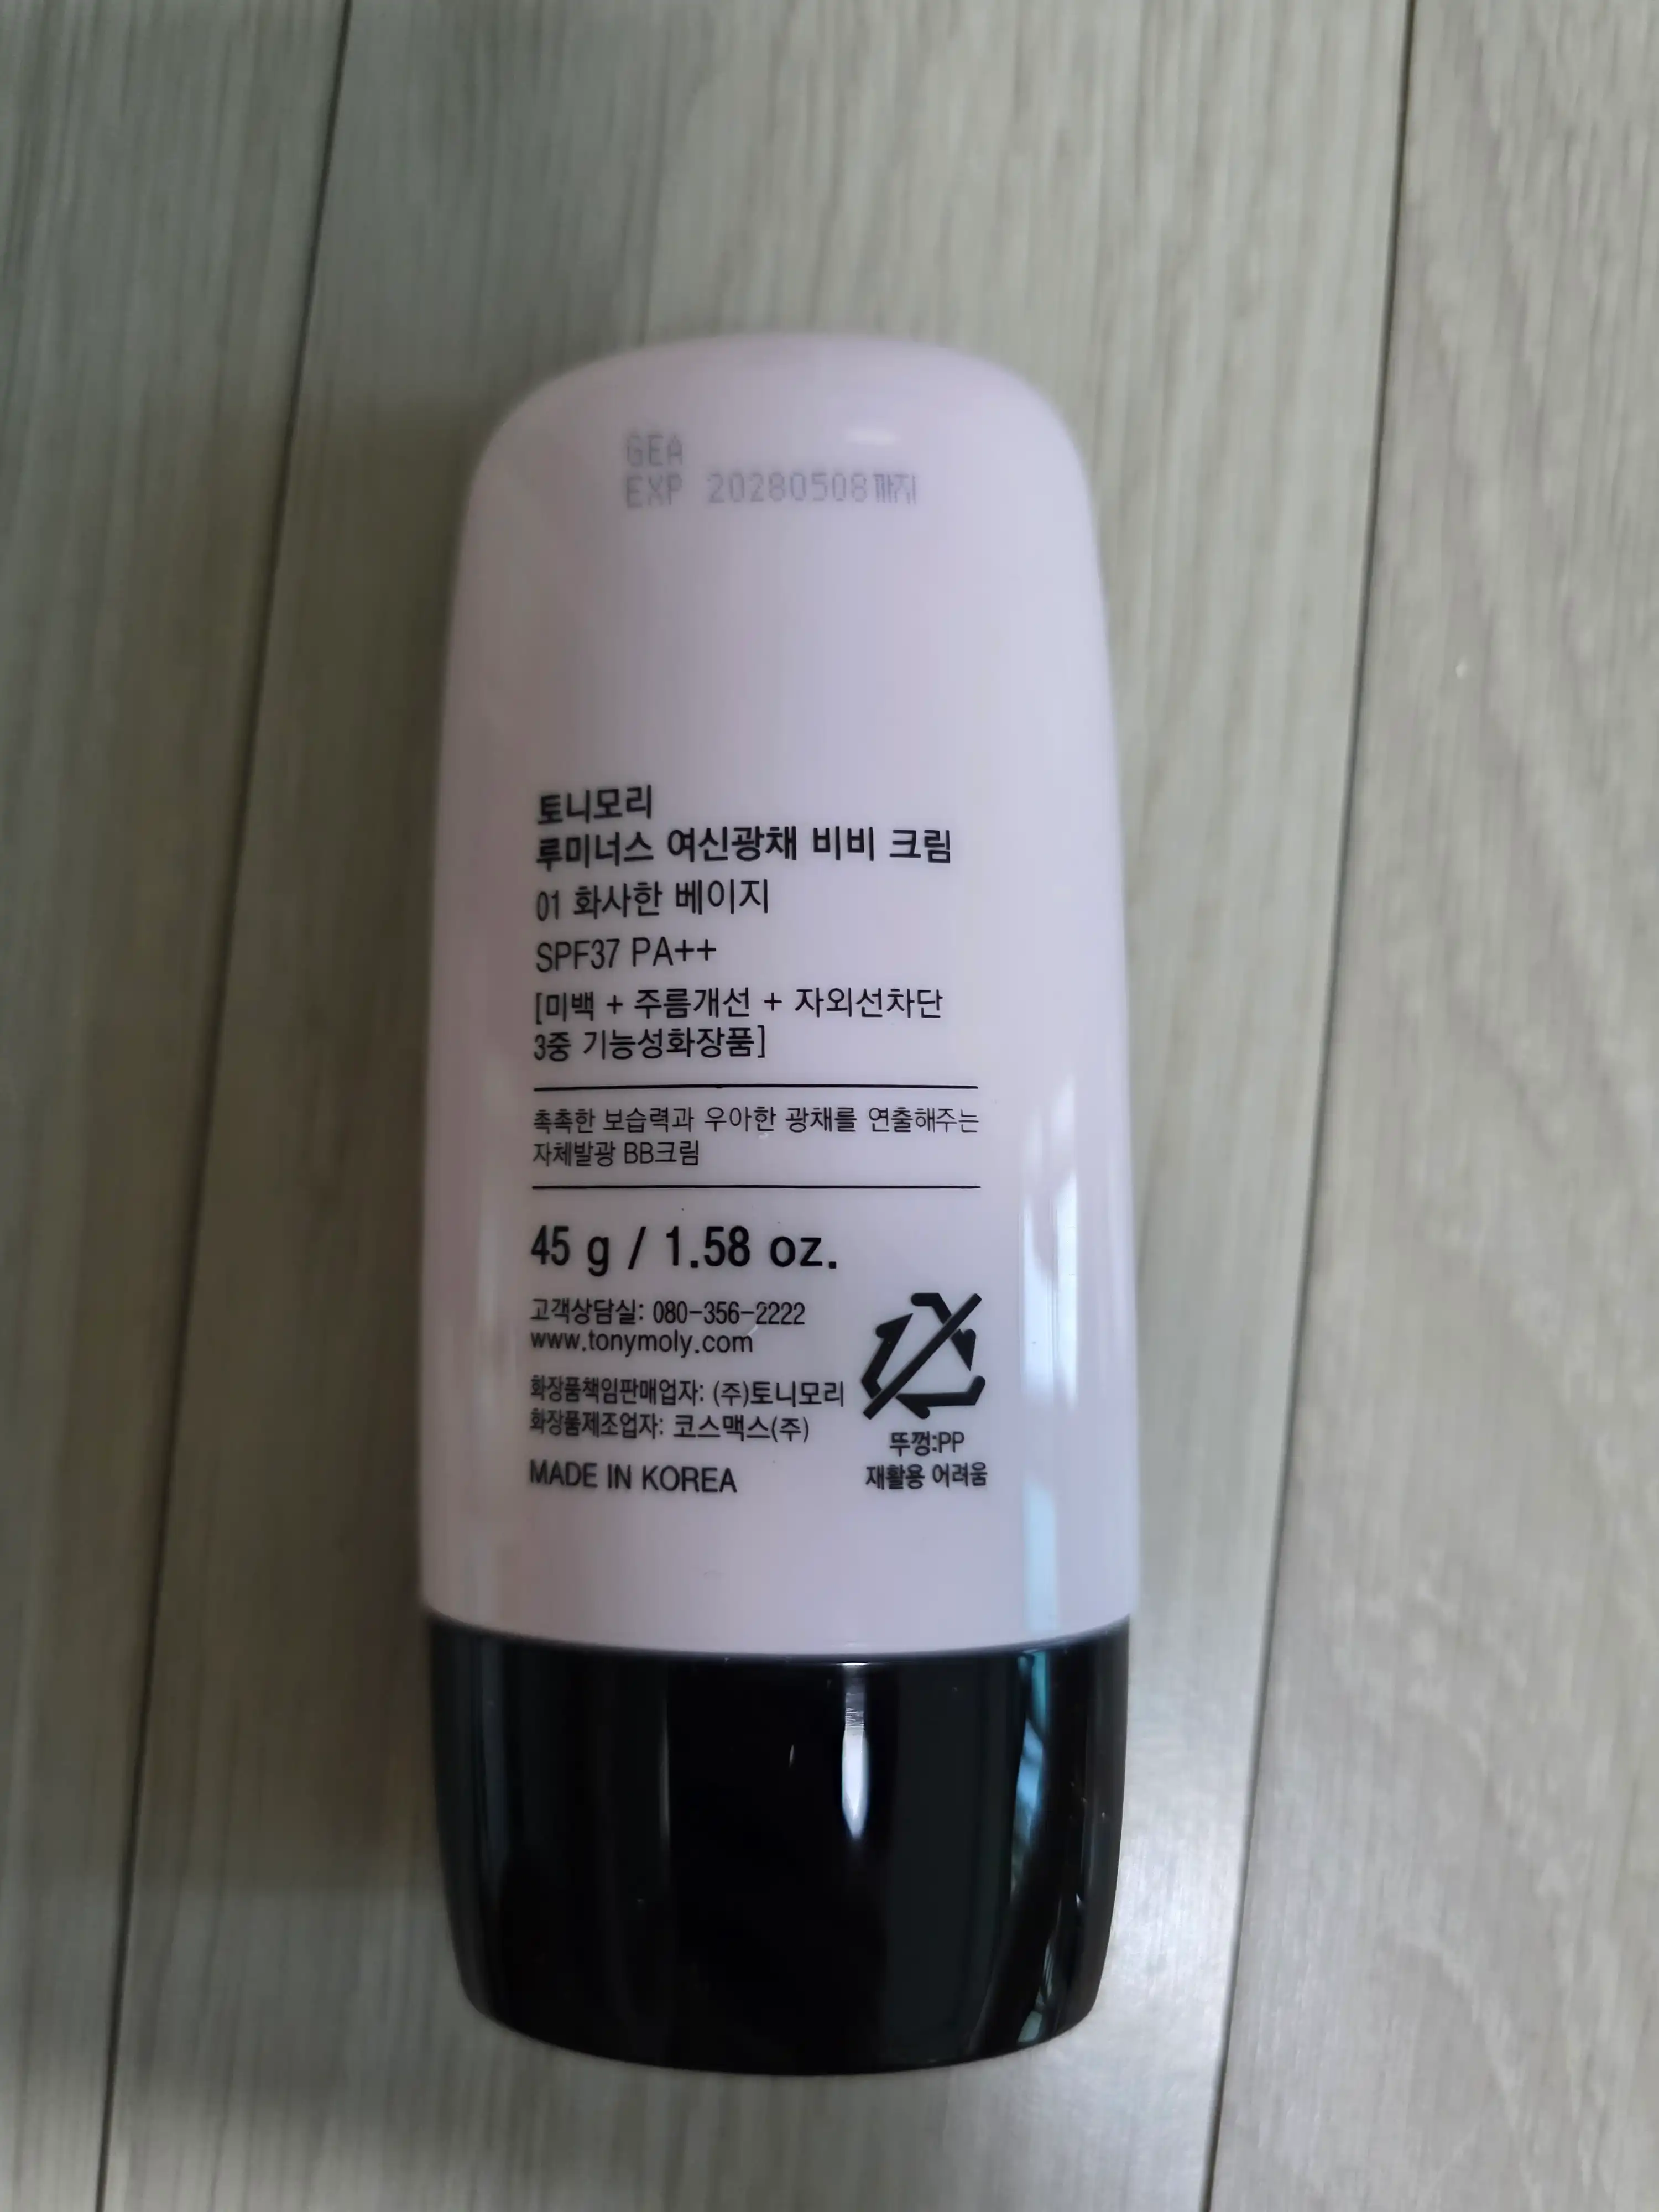 GEA
EXP 20280508까지
토니모리
루미너스 여신광채 비비 크림
01 화사한 베이지
SPF37 PA++
[미백 + 주름개선 + 자외선차단
3중 기능성화장품]
촉촉한 보습력과 우아한 광채를 연출해주는
자체발광 BB크림
45 g / 1.58 oz.
고객상담실: 080-356-2222
www.tonymoly.com
화장품책임판매업자: (주)토니모리
화장품제조업자: 코스맥스(주)
MADE IN KOREA
뚜껑:PP
재활용 어려움